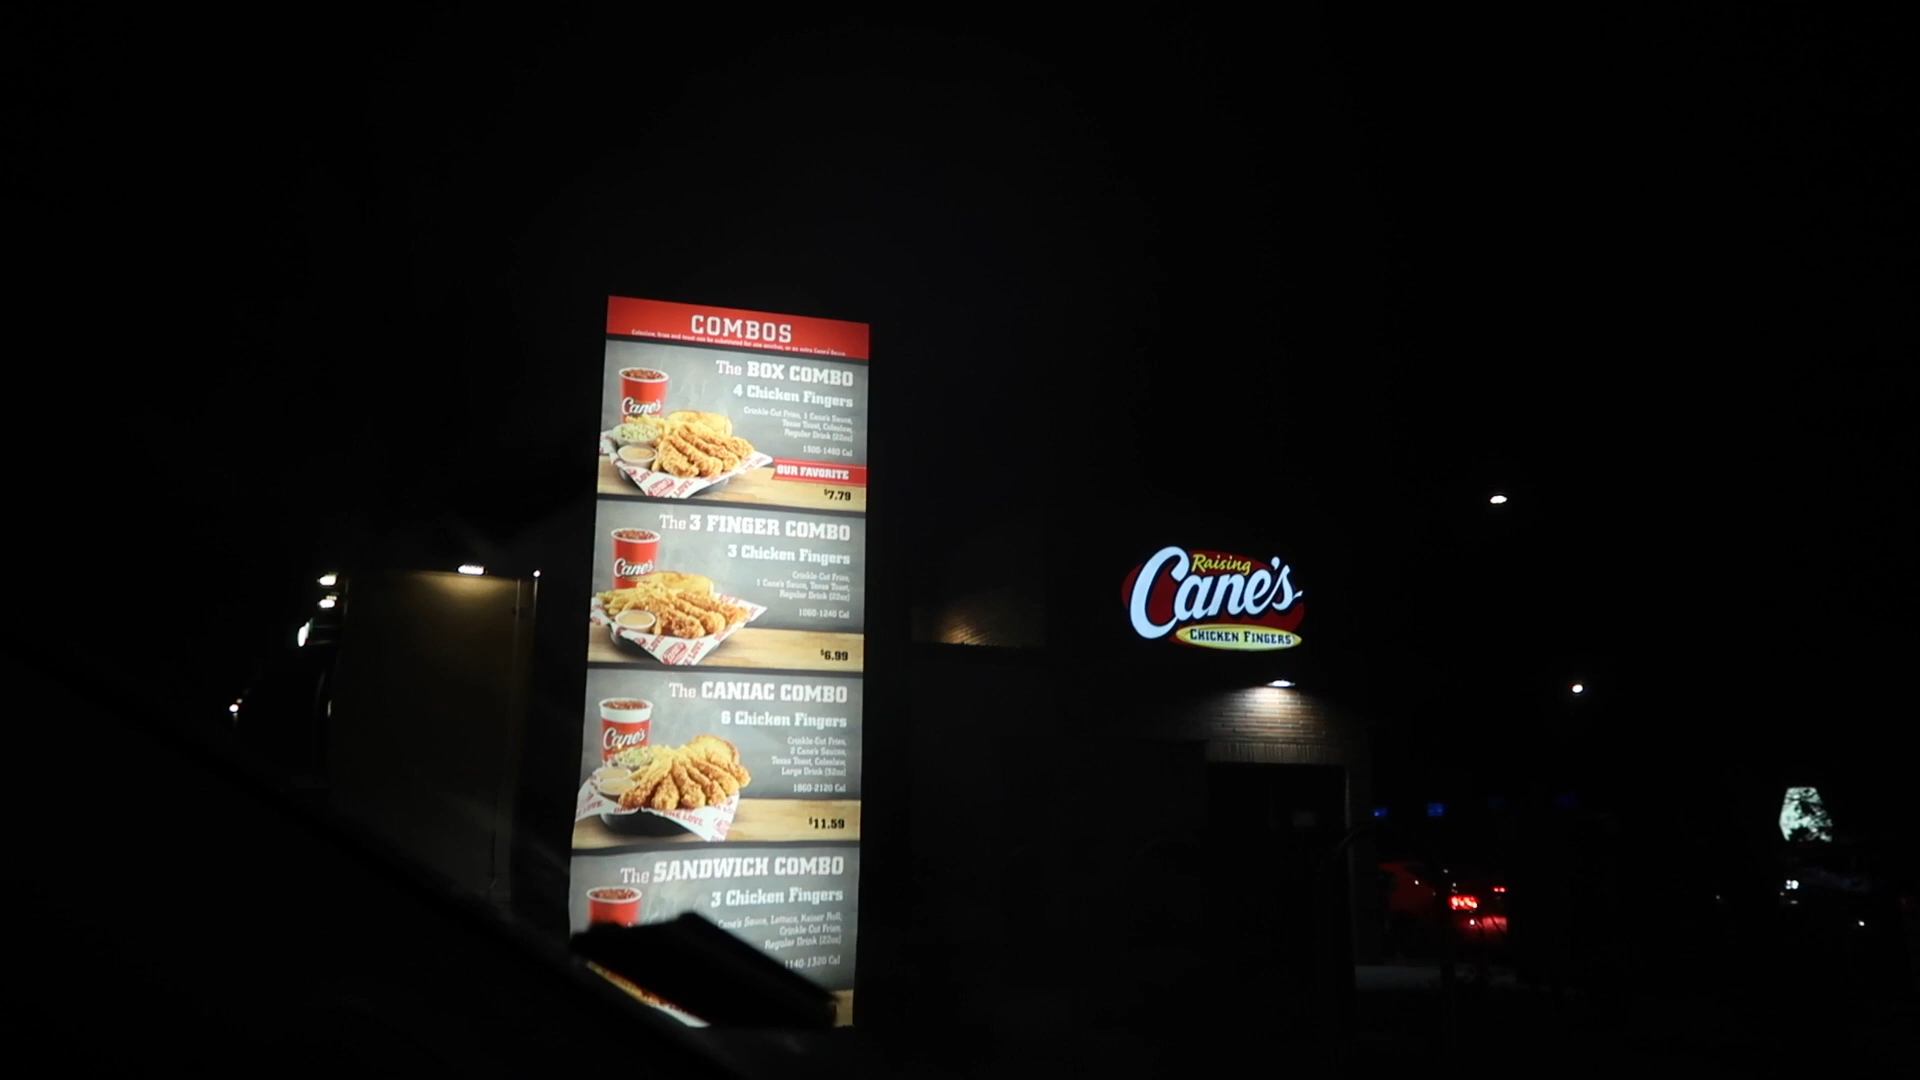 COMBOS
Coleslaw, fries and toast can be substituted for one another, or an extra Cane's Sauce
The BOX COMBO
4 Chicken Fingers
Crinkle-Cut Fries, 1 Cane's Sauce,
Texas Toast, Coleslaw,
Regular Drink (22oz)
Cal
OUR FAVORITE
$7.79
Cane's
The 3 FINGER COMBO
3 Chicken Fingers
Crinkle-Cut Fries,
1 Cane's Sauce, Texas Toast,
Regular Drink (22oz)
1060-1240 Cal
$6.99
Cane's
The CANIAC COMBO
6 Chicken Fingers
Crinkle-Cut Fries,
2 Cane's Sauces,
Texas Toast, Coleslaw,
Large Drink (32oz)
1860-2120 Cal
$11.59
Cane's
LOVE
The SANDWICH COMBO
3 Chicken Fingers
Cane's Sauce, Lettuce, Kaiser Roll,
Crinkle-Cut Fries,
Regular Drink (22oz)
1140-1320 Cal
Raising
Cane's
CHICKEN FINGERS